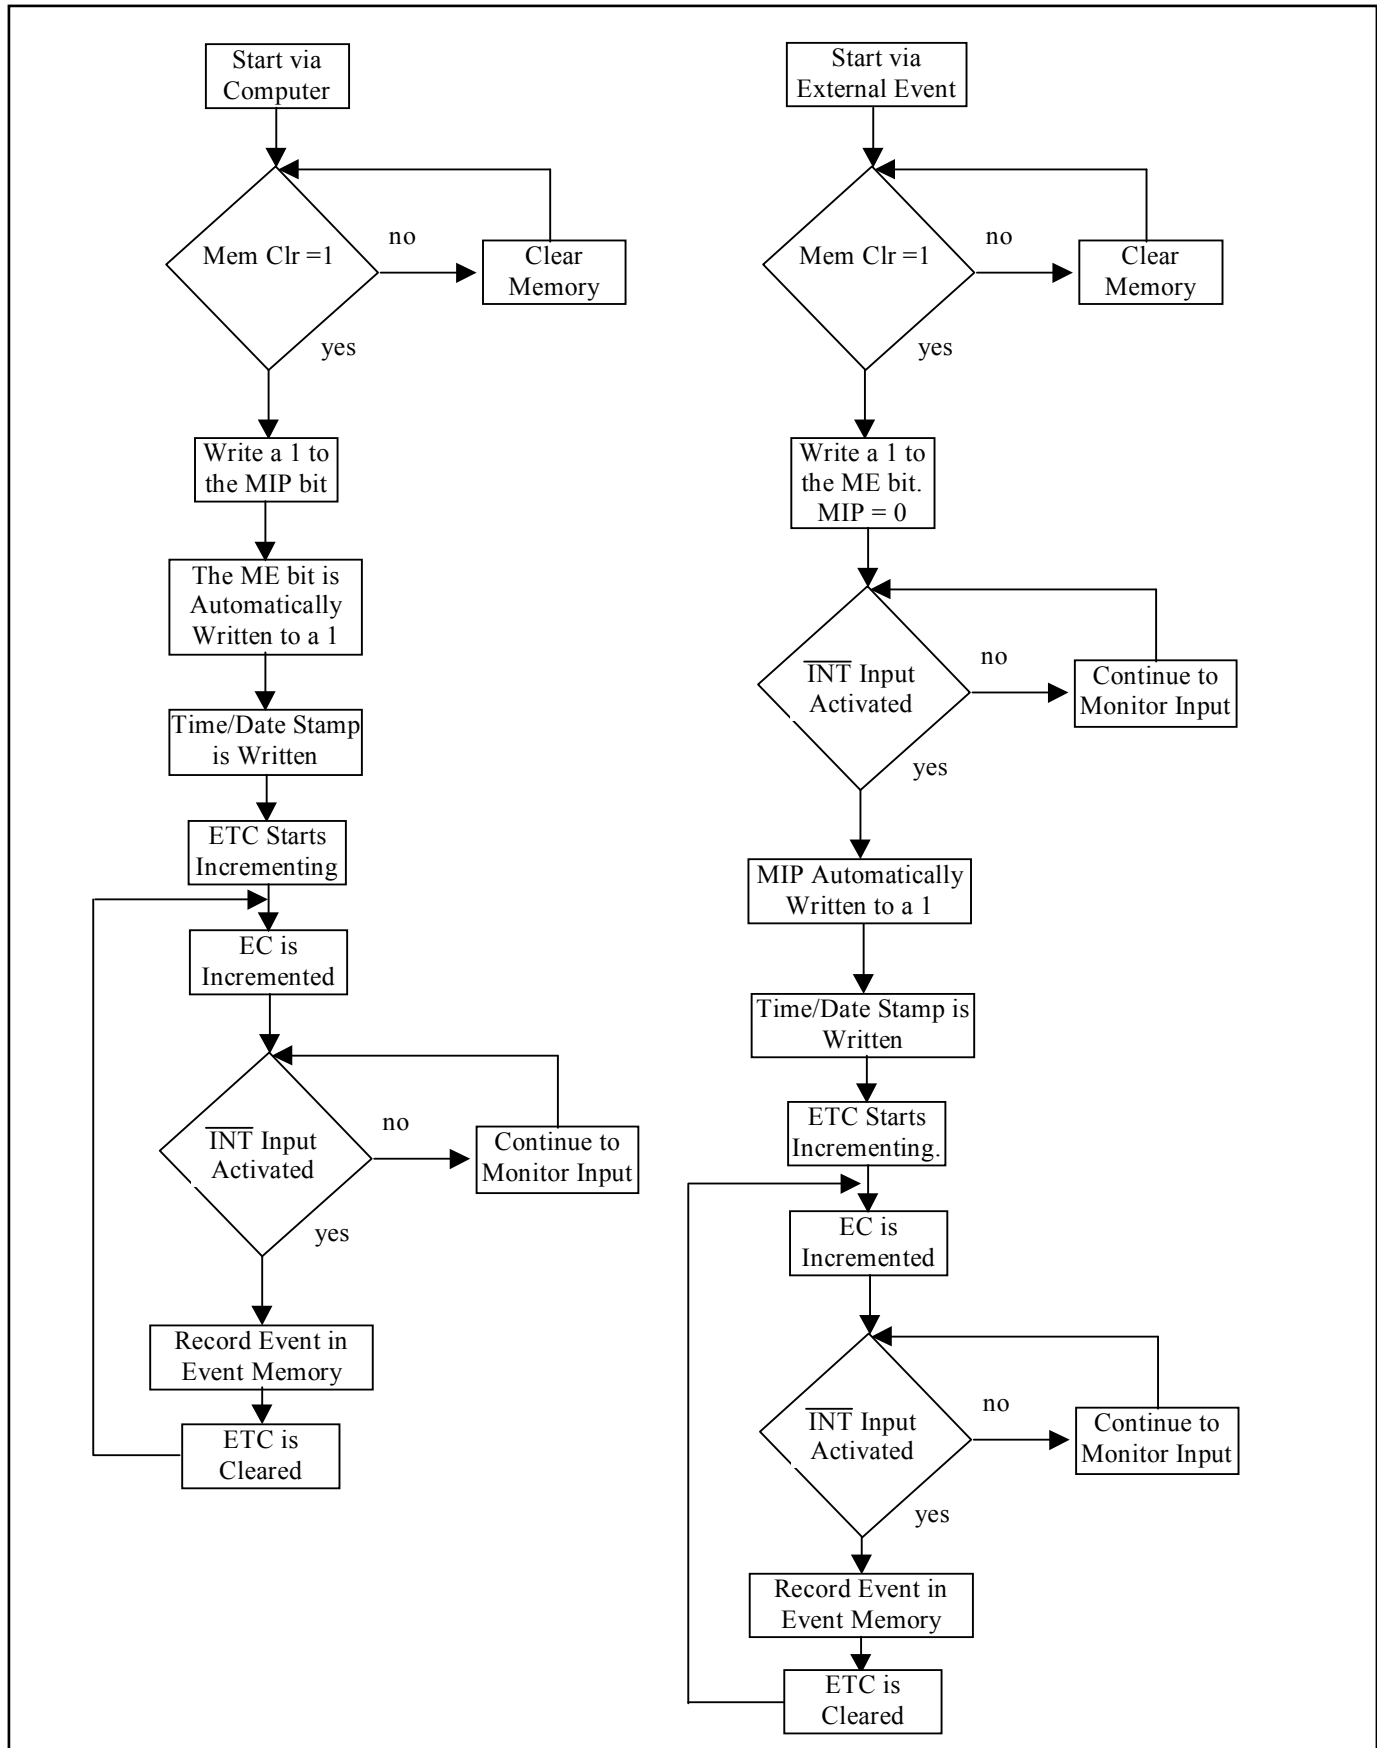 Start via
Computer
Mem Clr =1
no
Clear
Memory
yes
Write a 1 to
the MIP bit
The ME bit is
Automatically
Written to a 1
Time/Date Stamp
is Written
ETC Starts
Incrementing
EC is
Incremented
INT Input
Activated
no
Continue to
Monitor Input
yes
Record Event in
Event Memory
ETC is
Cleared
Start via
External Event
Mem Clr =1
no
Clear
Memory
yes
Write a 1 to
the ME bit.
MIP = 0
INT Input
Activated
no
Continue to
Monitor Input
yes
MIP Automatically
Written to a 1
Time/Date Stamp is
Written
ETC Starts
Incrementing.
EC is
Incremented
INT Input
Activated
no
Continue to
Monitor Input
yes
Record Event in
Event Memory
ETC is
Cleared